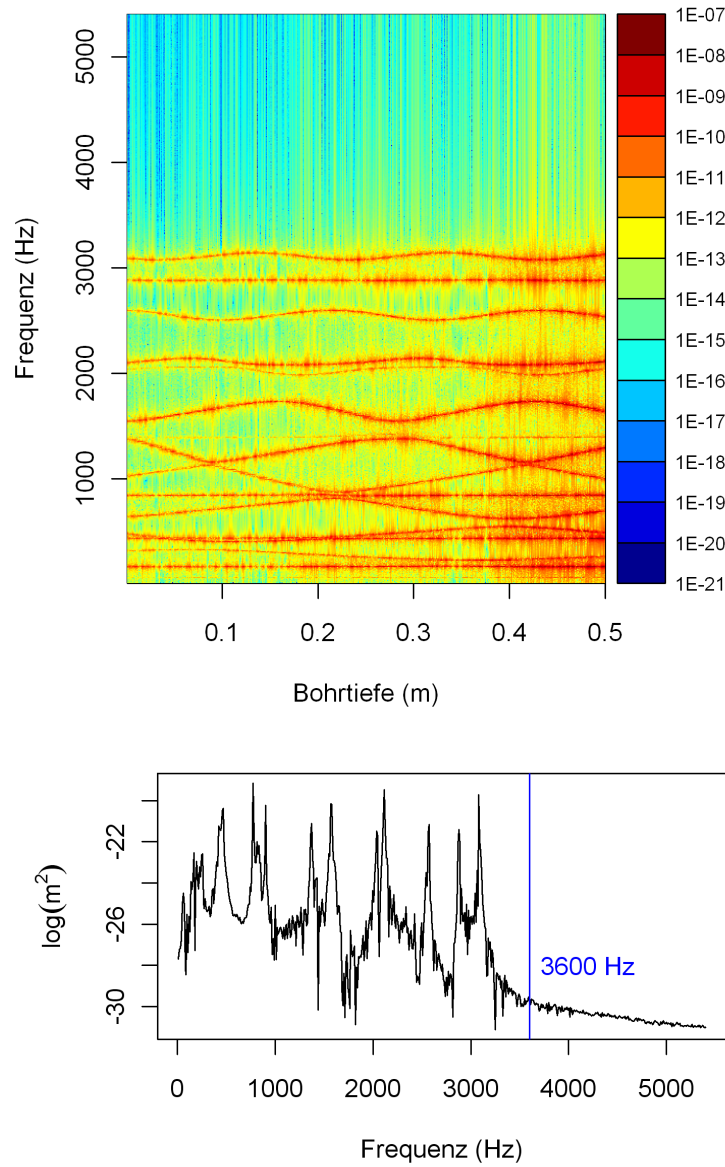 1E-07
1E-08
1E-09
1E-10
1E-11
1E-12
1E-13
1E-14
1E-15
1E-16
1E-17
1E-18
1E-19
1E-20
1E-21
Frequenz (Hz)
5000
4000
3000
2000
1000
0.1 0.2 0.3 0.4 0.5
Bohrtiefe (m)
log(m²)
-22
-26
-30
3600 Hz
0 1000 2000 3000 4000 5000
Frequenz (Hz)